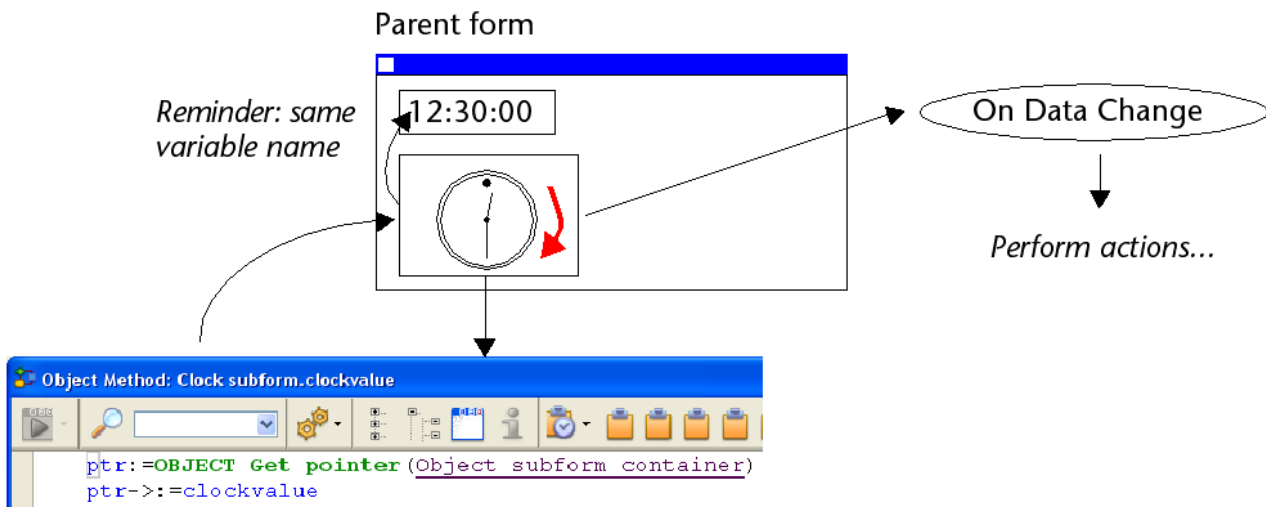 Parent form
Reminder: same
variable name
12:30:00
On Data Change
Perform actions...
Object Method: Clock subform.clockvalue
ptr:=OBJECT Get pointer(Object subform container)
ptr->:=clockvalue